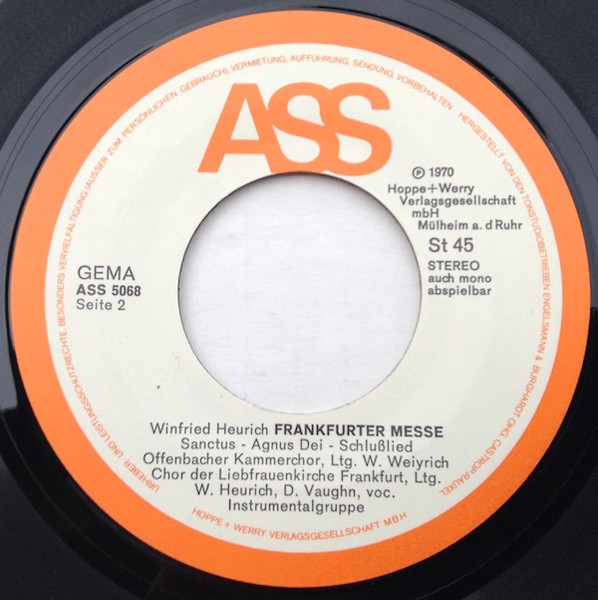 URHEBER- UND LEISTUNGSSCHUTZRECHTE. BESONDERS VERVIELFÄLTIGUNG (AUSSER ZUM PERSÖNLICHEN GEBRAUCH), VERMIETUNG, AUFFÜHRUNG, SENDUNG, VORBEHALTEN
HERGESTELLT VON DEN TONSTUDIOBETRIEBEN ENGELSMANN & BURGHARDT OHG, CASTROP-RAUXEL
ASS
℗ 1970
Hoppe+Werry
Verlagsgesellschaft
mbH
Mülheim a. d Ruhr
St 45
STEREO
auch mono
abspielbar
GEMA
ASS 5068
Seite 2
Winfried Heurich FRANKFURTER MESSE
Sanctus - Agnus Dei - Schlußlied
Offenbacher Kammerchor, Ltg. W. Weiyrich
Chor der Liebfrauenkirche Frankfurt, Ltg.
W. Heurich, D. Vaughn, voc.
Instrumentalgruppe
HOPPE + WERRY VERLAGSGESELLSCHAFT MBH